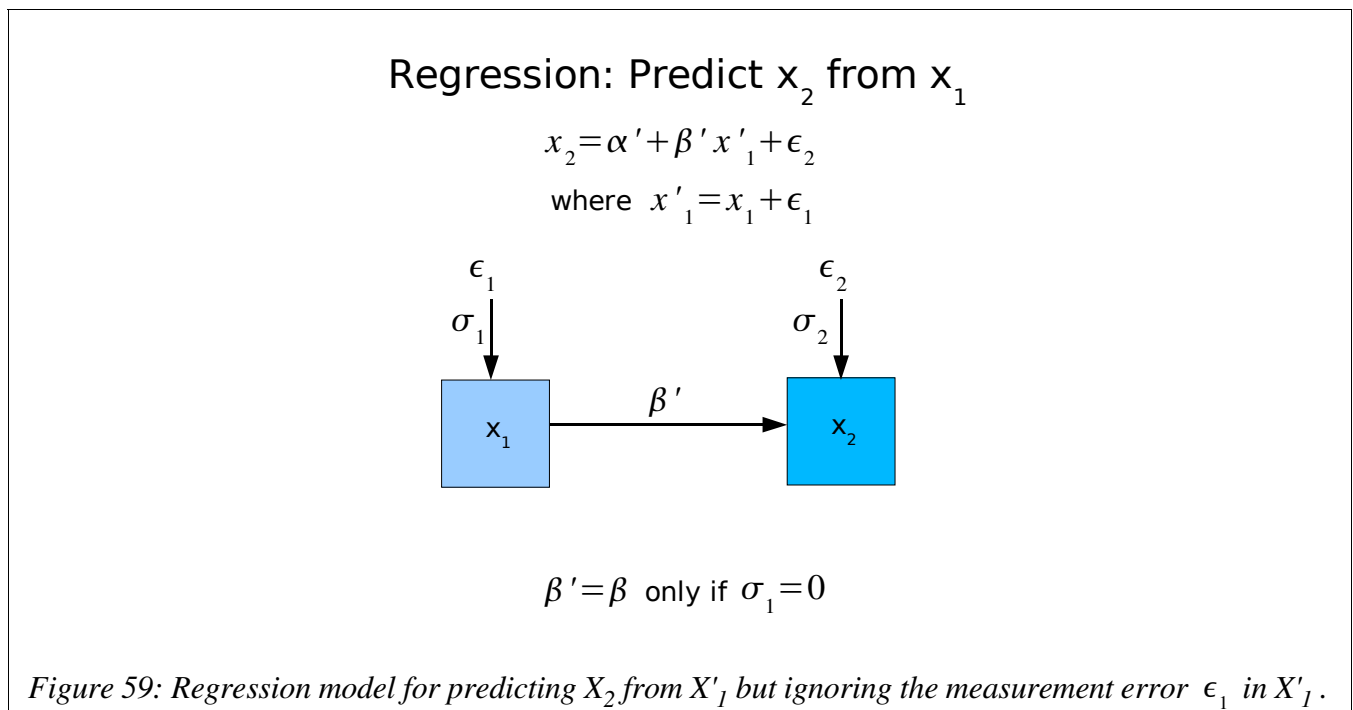 Regression: Predict x₂ from x₁
x₂=α'+β' x'₁+ϵ₂
where x'₁=x₁+ϵ₁
ϵ₁ ϵ₂
σ₁ σ₂
β'
x₁ x₂
β'=β only if σ₁=0
Figure 59: Regression model for predicting X₂ from X'₁ but ignoring the measurement error ϵ₁ in X'₁ .